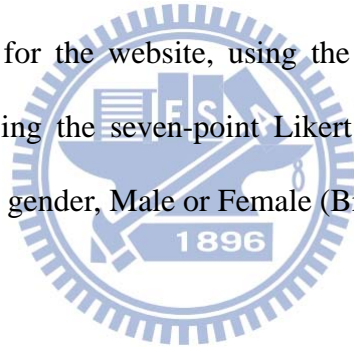 for the website, using the
ing the seven-point Likert
gender, Male or Female (B
E S A
1896